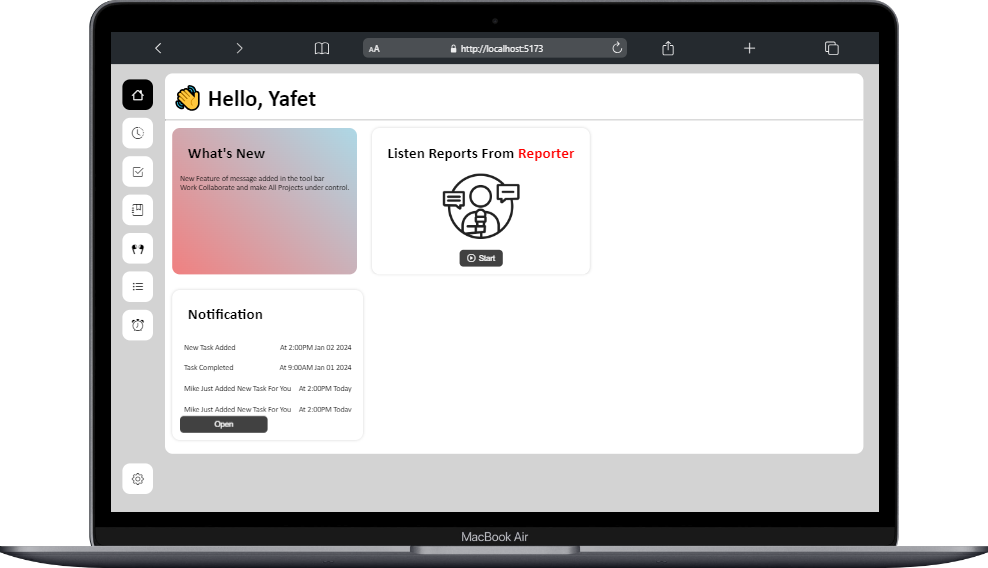 AA
http://localhost:5173
Hello, Yafet
What's New
New Feature of message added in the tool bar
Work Collaborate and make All Projects under control.
Listen Reports From Reporter
Start
Notification
New Task Added At 2:00PM Jan 02 2024
Task Completed At 9:00AM Jan 01 2024
Mike Just Added New Task For You At 2:00PM Today
Mike Just Added New Task For You At 2:00PM Today
Open
MacBook Air